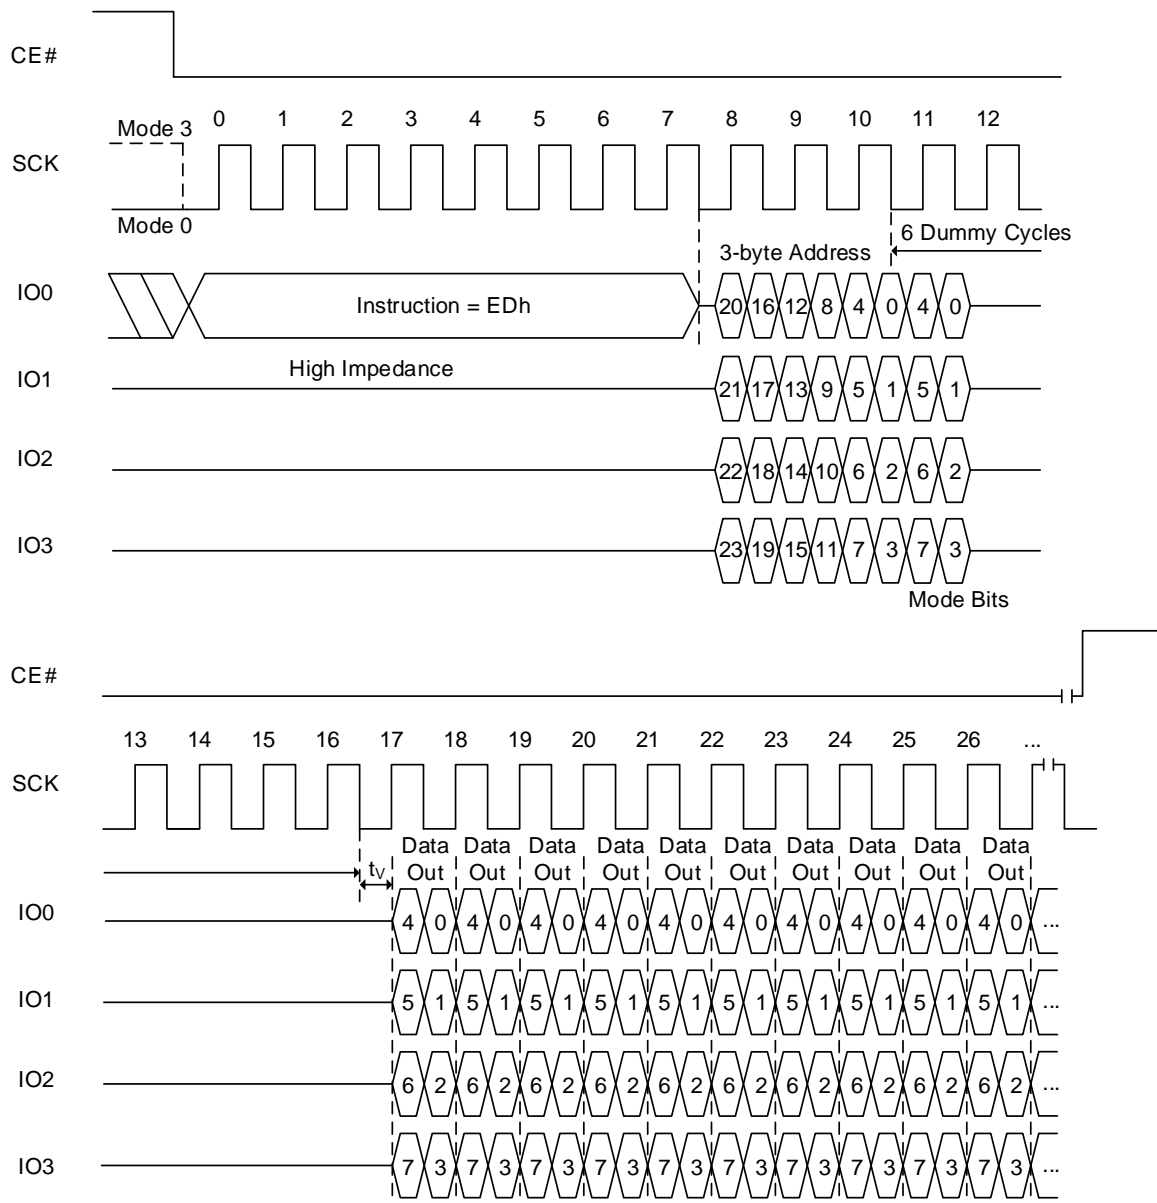 CE#
Mode 3 0 1 2 3 4 5 6 7 8 9 10 11 12
SCK
Mode 0
6 Dummy Cycles
3-byte Address
IO0 Instruction = EDh 20 16 12 8 4 0 4 0
High Impedance
IO1 21 17 13 9 5 1 5 1
IO2 22 18 14 10 6 2 6 2
IO3 23 19 15 11 7 3 7 3
Mode Bits
CE#
13 14 15 16 17 18 19 20 21 22 23 24 25 26 ...
SCK
Data Data Data Data Data Data Data Data Data Data
tV Out Out Out Out Out Out Out Out Out Out
IO0 4 0 4 0 4 0 4 0 4 0 4 0 4 0 4 0 4 0 4 0 ...
IO1 5 1 5 1 5 1 5 1 5 1 5 1 5 1 5 1 5 1 5 1 ...
IO2 6 2 6 2 6 2 6 2 6 2 6 2 6 2 6 2 6 2 6 2 ...
IO3 7 3 7 3 7 3 7 3 7 3 7 3 7 3 7 3 7 3 7 3 ...